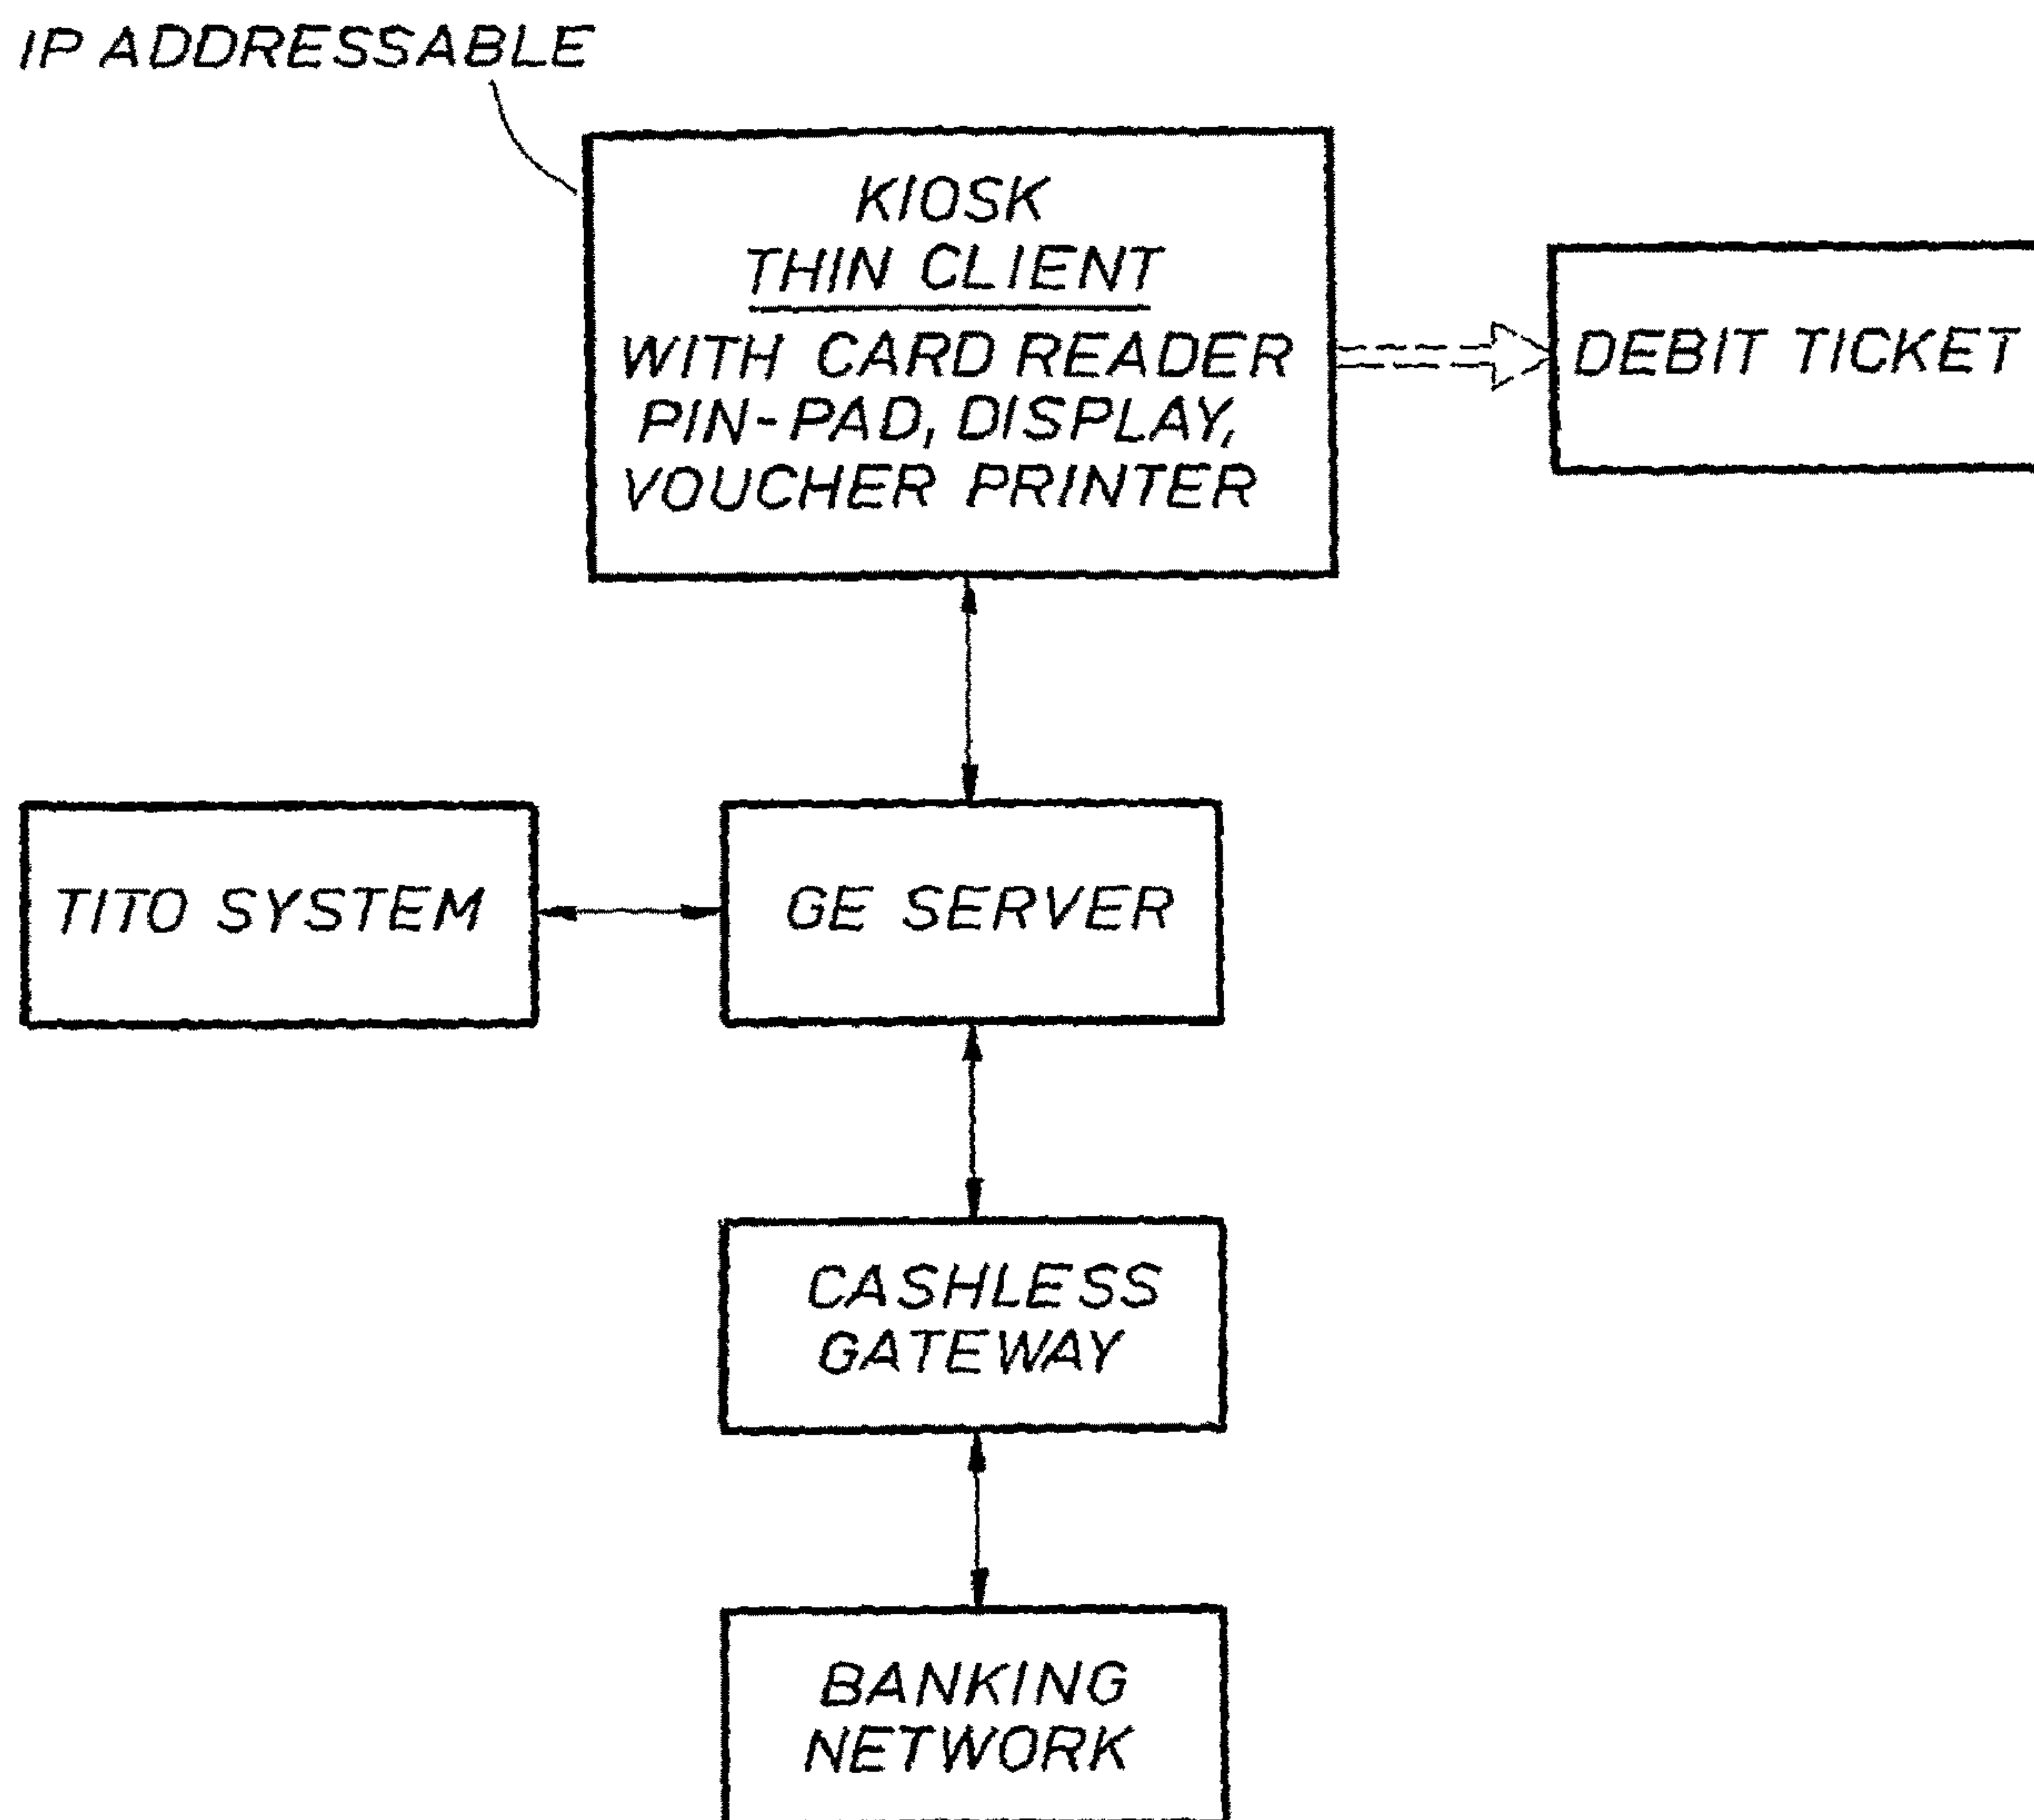 IP ADDRESSABLE
KIOSK
THIN CLIENT
WITH CARD READER
PIN-PAD, DISPLAY,
VOUCHER PRINTER
DEBIT TICKET
TITO SYSTEM
GE SERVER
CASHLESS
GATEWAY
BANKING
NETWORK